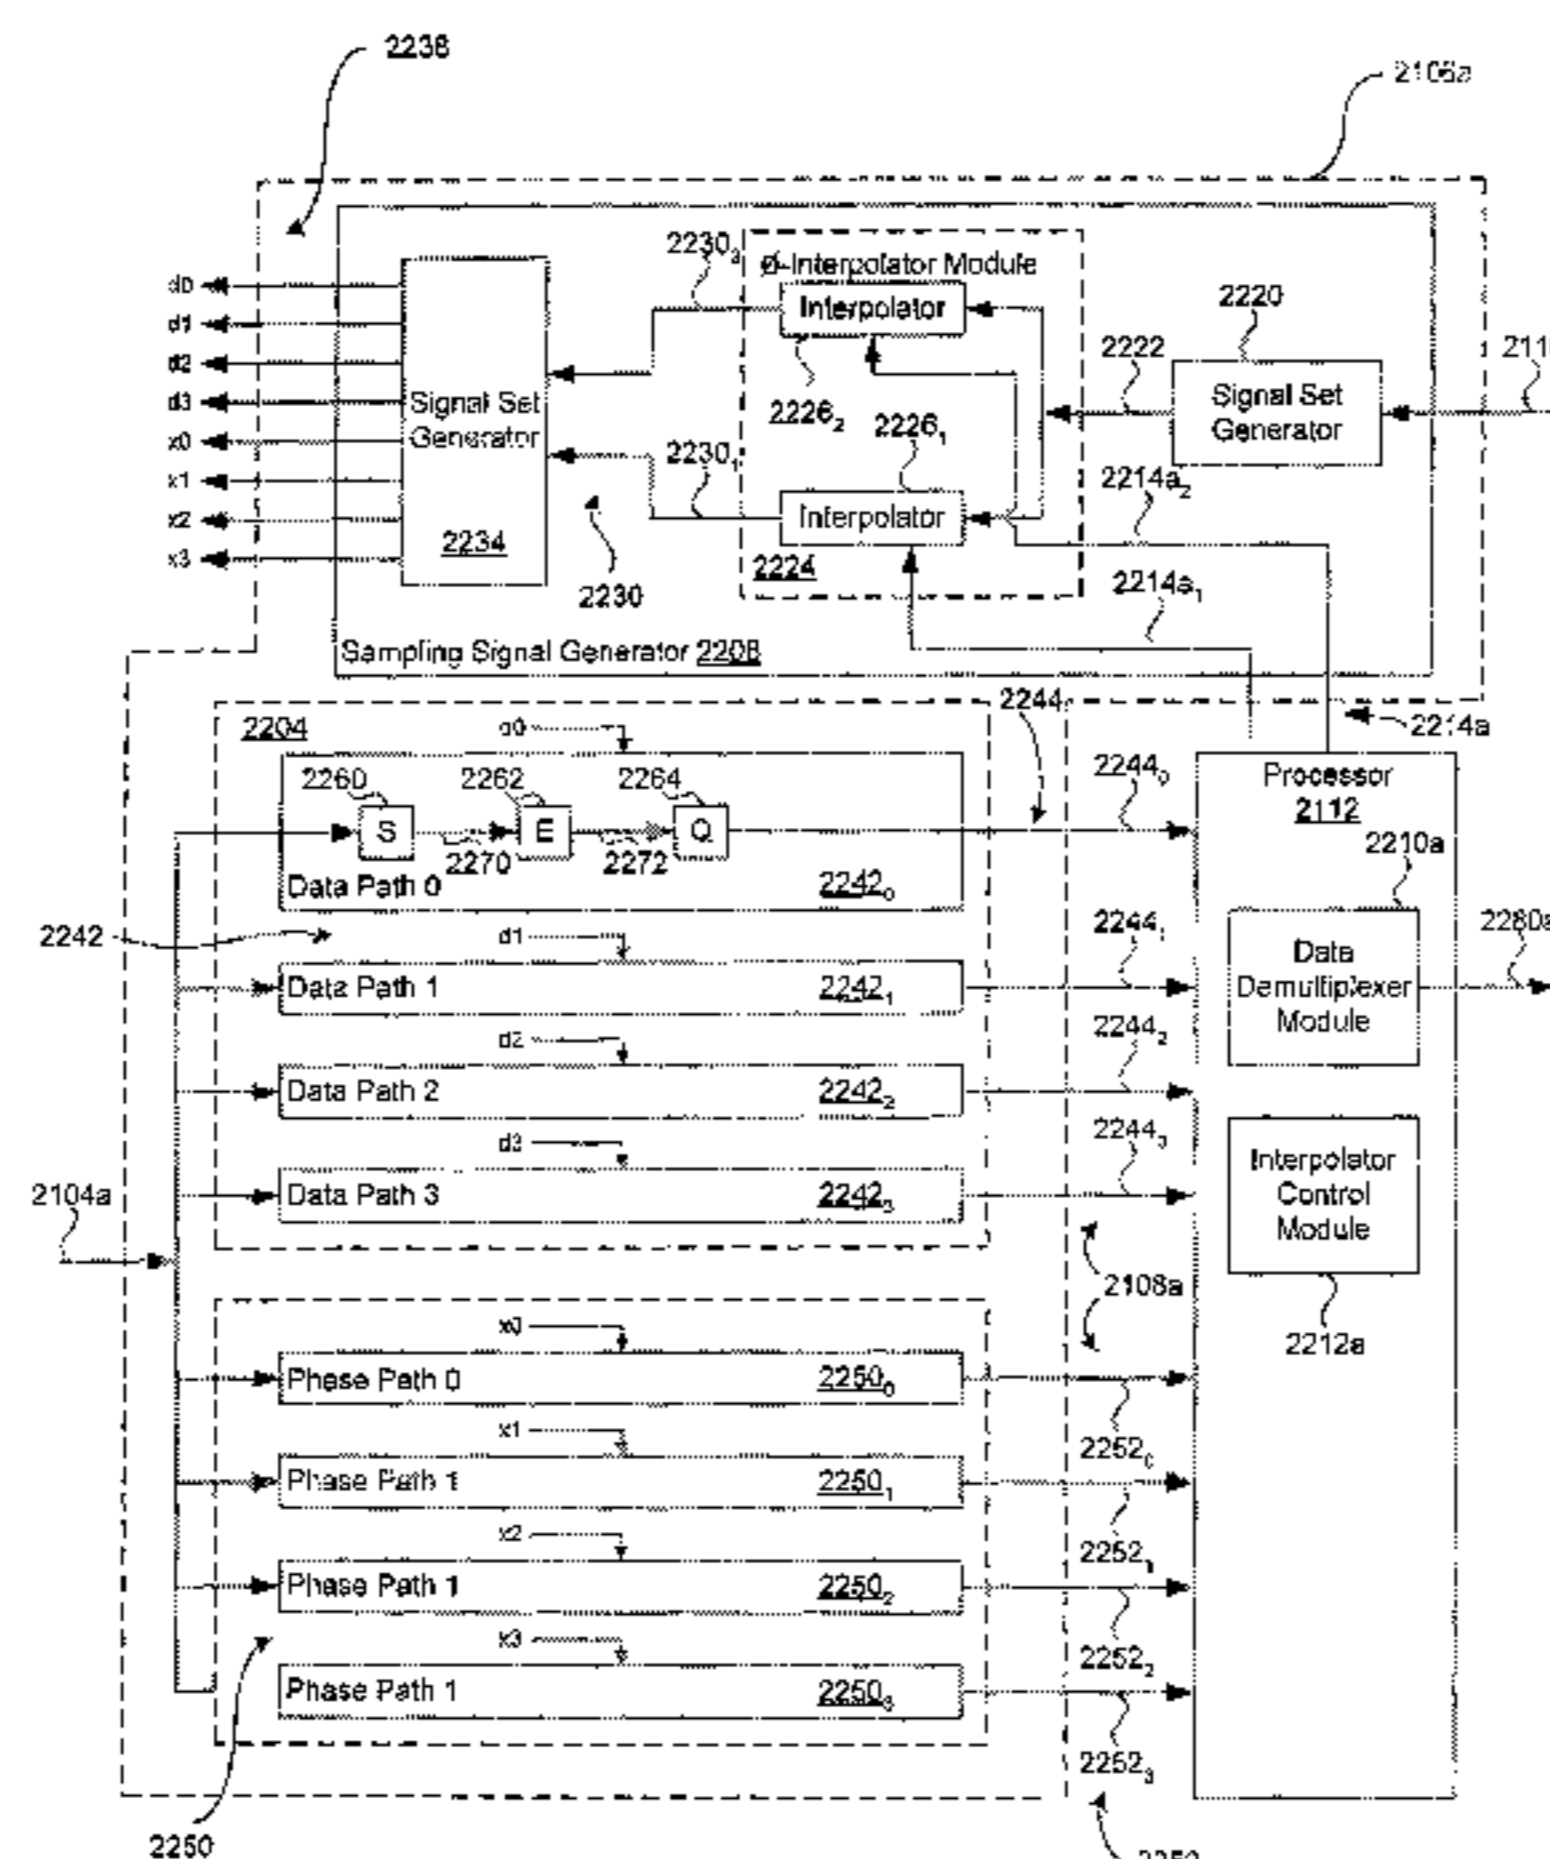 2238
2106a
2230₂
Ø-Interpolator Module
Interpolator
2226₂
2226₁
2230₁
Interpolator
2224
2222
2220
Signal Set
Generator
2214a₂
2214a₁
d0
d1
d2
d3
x0
x1
x2
x3
Signal Set
Generator
2234
2230
Sampling Signal Generator 2208
2214a
2204
d0
2244
2260
2262
2264
S
E
Q
2270
2272
Data Path 0
2242₀
2244₀
Processor
2112
2210a
2242
d1
Data Path 1
2242₁
2244₁
Data
Demultiplexer
Module
2280a
d2
Data Path 2
2242₂
2244₂
d3
Data Path 3
2242₃
2244₃
Interpolator
Control
Module
2212a
2104a
2108a
x0
Phase Path 0
2250₀
2252₀
x1
Phase Path 1
2250₁
2252₁
x2
Phase Path 1
2250₂
2252₂
x3
Phase Path 1
2250₃
2252₃
2250